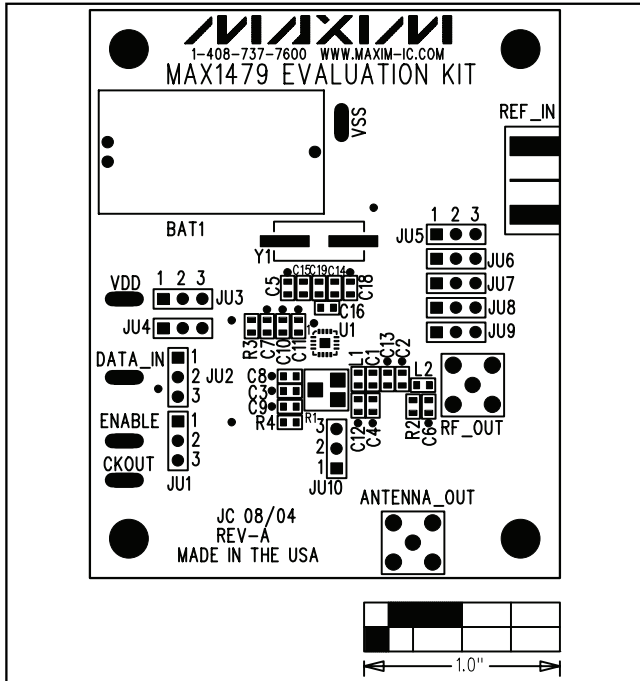 MAXIM
1-408-737-7600 WWW.MAXIM-IC.COM
MAX1479 EVALUATION KIT
VSS
REF_IN
BAT1
1 2 3
JU5
Y1
JU6
C15 C19 C14
JU7
VDD
1 2 3
JU3
C5
C18
JU8
C16
JU4
R3
C7
C10
C11
1
U1
JU9
DATA_IN
1
2
3
JU2
C8
C3
C9
R4
R1
L1
C1
C13
C2
L2
ENABLE
1
2
3
JU1
CKOUT
3
2
1
JU10
C12
C4
R2
C6
RF_OUT
ANTENNA_OUT
JC 08/04
REV-A
MADE IN THE USA
1.0"